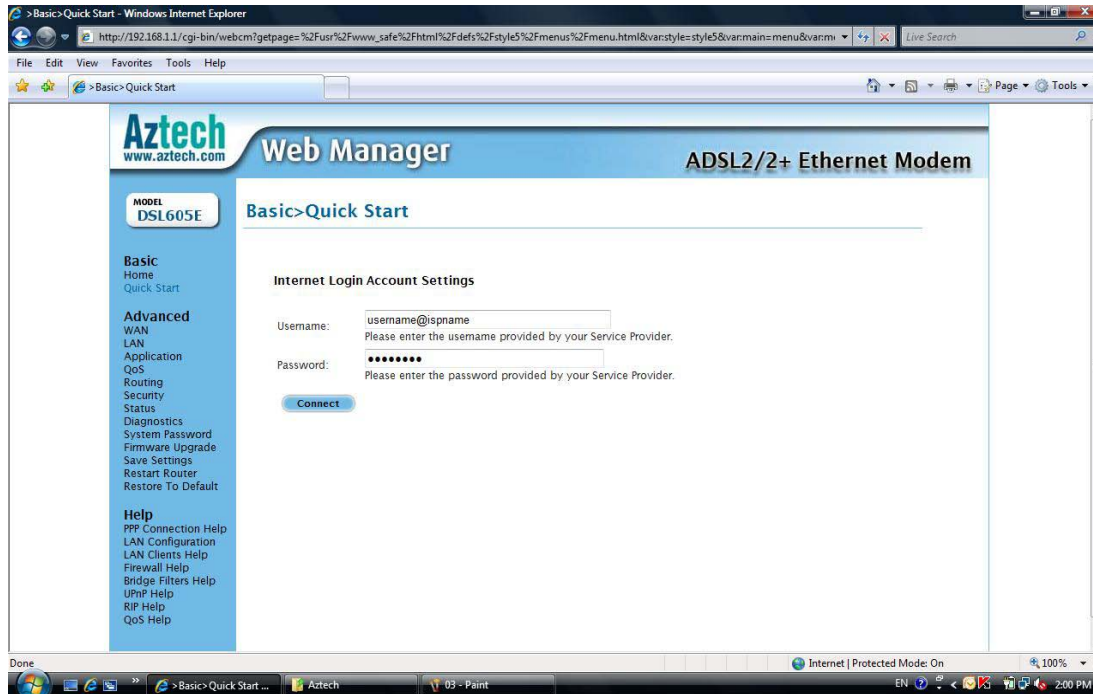 >Basic>Quick Start - Windows Internet Explorer
http://192.168.1.1/cgi-bin/webcm?getpage=%2Fusr%2Fwww_safe%2Fhtml%2Fdefs%2Fstyle5%2Fmenus%2Fmenu.html&var:style=style5&var:main=menu&var:m
Live Search
File Edit View Favorites Tools Help
>Basic>Quick Start
Page Tools
Aztech
www.aztech.com
Web Manager
ADSL2/2+ Ethernet Modem
MODEL
DSL605E
Basic>Quick Start
Basic
Home
Quick Start
Advanced
WAN
LAN
Application
QoS
Routing
Security
Status
Diagnostics
System Password
Firmware Upgrade
Save Settings
Restart Router
Restore To Default
Help
PPP Connection Help
LAN Configuration
LAN Clients Help
Firewall Help
Bridge Filters Help
UPnP Help
RIP Help
QoS Help
Internet Login Account Settings
Username:
username@ispname
Please enter the username provided by your Service Provider.
Password:
••••••••
Please enter the password provided by your Service Provider.
Connect
Done
Internet | Protected Mode: On
100%
>Basic>Quick Start ...
Aztech
03 - Paint
EN
2:00 PM